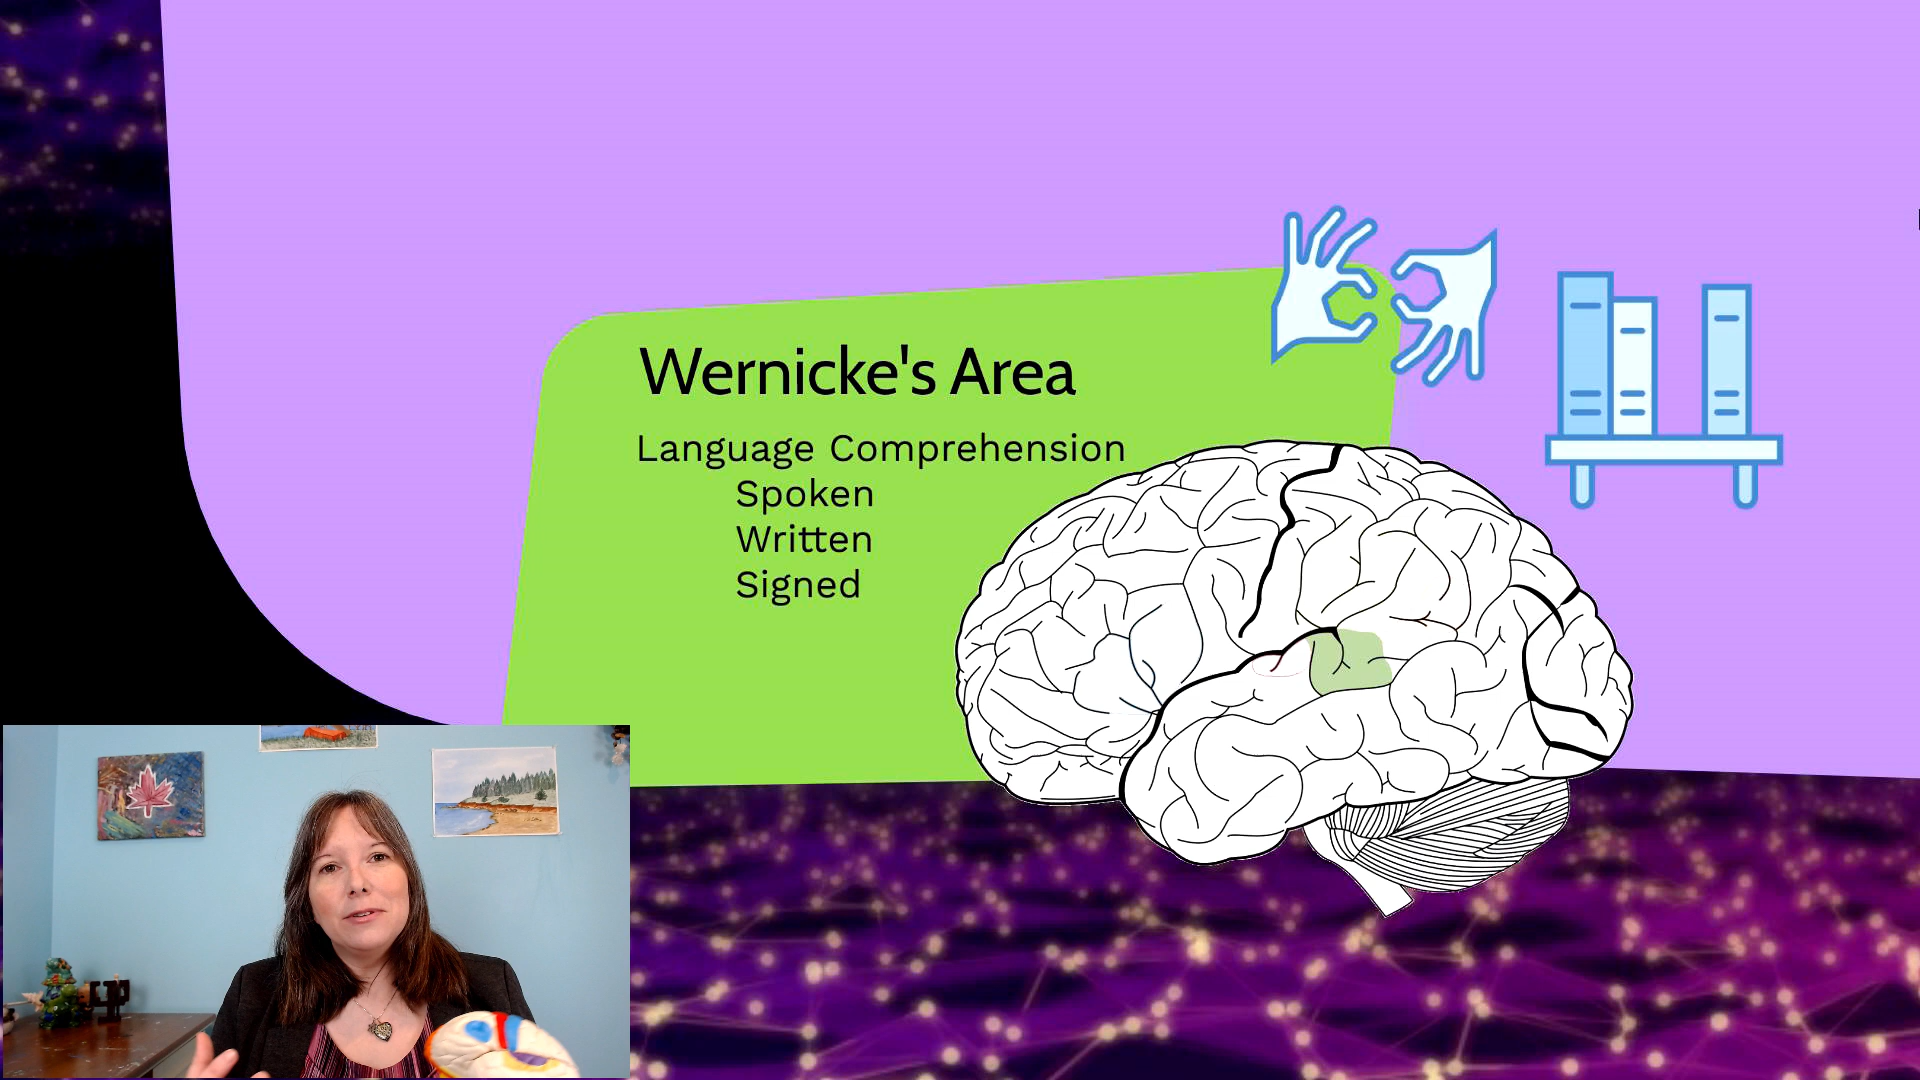 Wernicke's Area
Language Comprehension
Spoken
Written
Signed